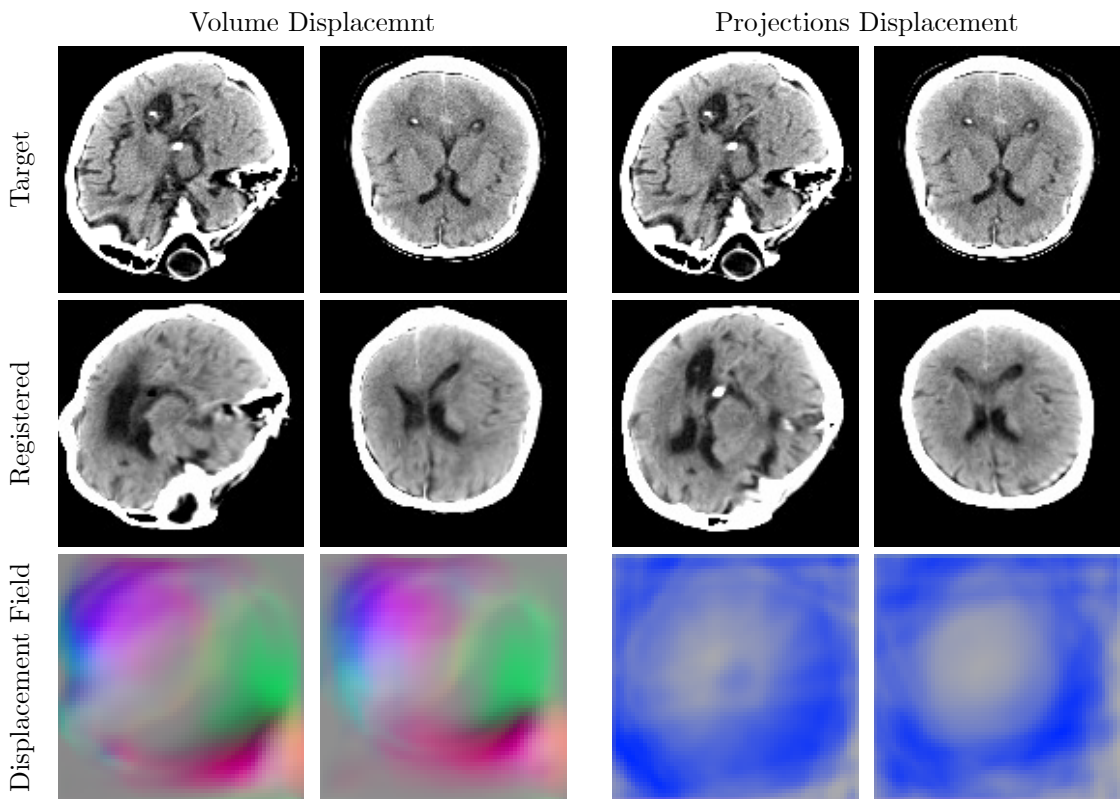 Volume Displacemnt
Projections Displacement
Target
Registered
Displacement Field